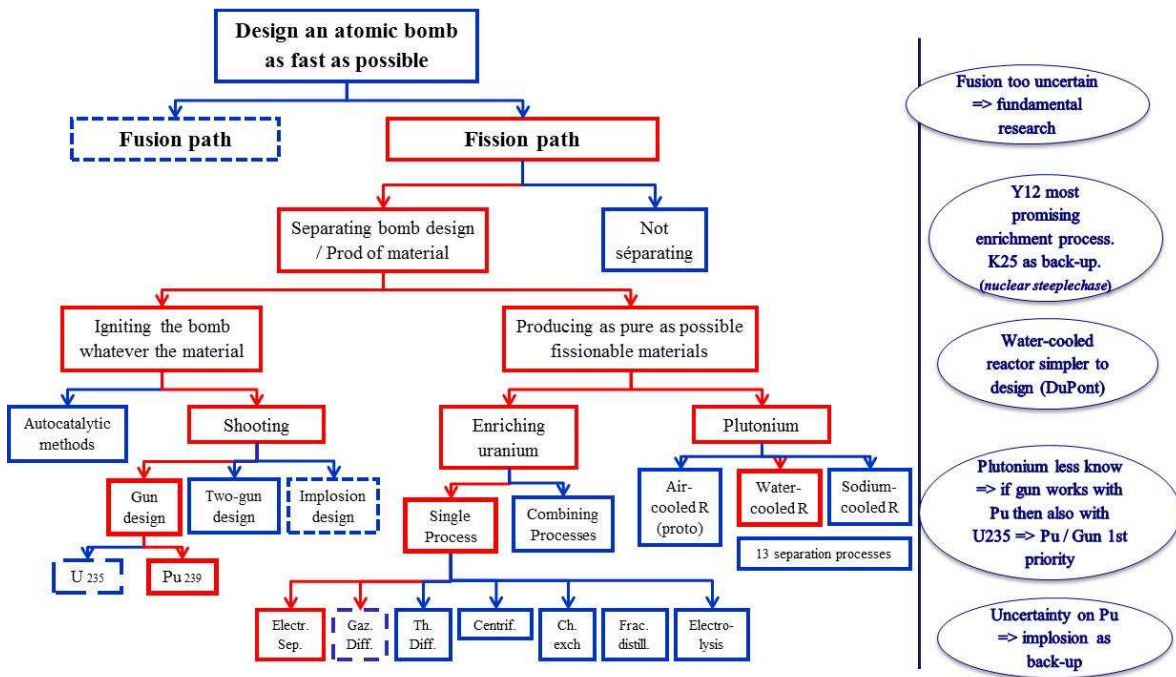 Design an atomic bomb
as fast as possible
Fusion path
Fission path
Separating bomb design
/ Prod of material
Not
séparating
Igniting the bomb
whatever the material
Producing as pure as possible
fissionable materials
Autocatalytic
methods
Shooting
Enriching
uranium
Plutonium
Gun
design
Two-gun
design
Implosion
design
Single
Process
Combining
Processes
Air-
cooled R
(proto)
Water-
cooled R
Sodium-
cooled R
13 separation processes
U 235
Pu 239
Electr.
Sep.
Gaz.
Diff.
Th.
Diff.
Centrif.
Ch.
exch
Frac.
distill.
Electro-
lysis
Fusion too uncertain
=> fundamental
research
Y12 most
promising
enrichment process.
K25 as back-up.
(nuclear steeplechase)
Water-cooled
reactor simpler to
design (DuPont)
Plutonium less know
=> if gun works with
Pu then also with
U235 => Pu / Gun 1st
priority
Uncertainty on Pu
=> implosion as
back-up